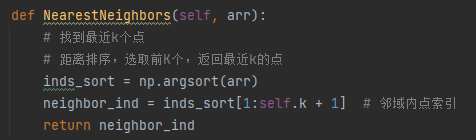 def NearestNeighbors(self, arr):
# 找到最近k个点
# 距离排序，选取前K个，返回最近k的点
inds_sort = np.argsort(arr)
neighbor_ind = inds_sort[1:self.k + 1]  # 邻域内点索引
return neighbor_ind